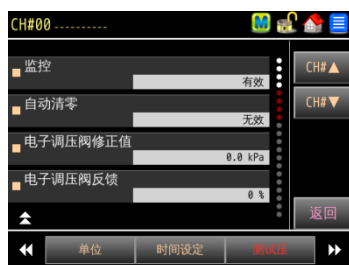 CH#00 ----------
M
监控
有效
CH#▲
自动清零
无效
CH#▼
电子调压阀修正值
0.0 kPa
电子调压阀反馈
0 %
返回
单位
时间设定
测试压